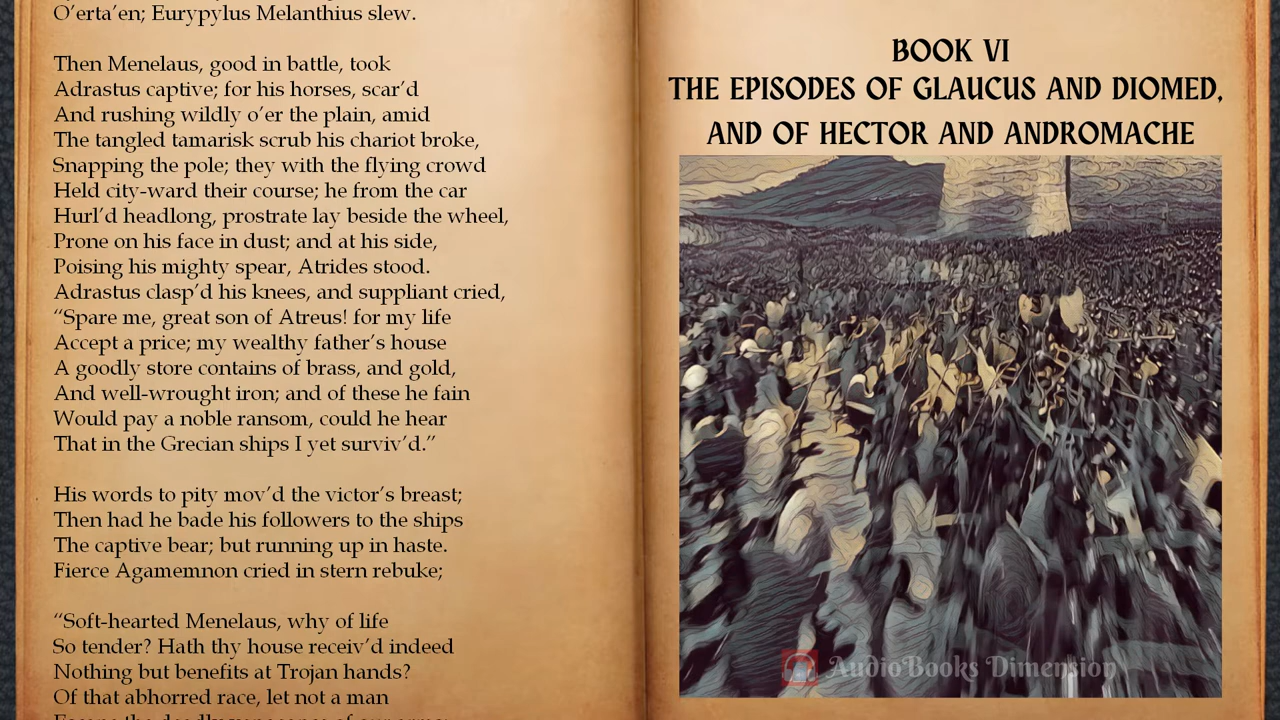 O’erta’en; Eurypylus Melanthius slew.
Then Menelaus, good in battle, took
Adrastus captive; for his horses, scar’d
And rushing wildly o’er the plain, amid
The tangled tamarisk scrub his chariot broke,
Snapping the pole; they with the flying crowd
Held city-ward their course; he from the car
Hurl’d headlong, prostrate lay beside the wheel,
Prone on his face in dust; and at his side,
Poising his mighty spear, Atrides stood.
Adrastus clasp’d his knees, and suppliant cried,
“Spare me, great son of Atreus! for my life
Accept a price; my wealthy father’s house
A goodly store contains of brass, and gold,
And well-wrought iron; and of these he fain
Would pay a noble ransom, could he hear
That in the Grecian ships I yet surviv’d.”
His words to pity mov’d the victor’s breast;
Then had he bade his followers to the ships
The captive bear; but running up in haste.
Fierce Agamemnon cried in stern rebuke;
“Soft-hearted Menelaus, why of life
So tender? Hath thy house receiv’d indeed
Nothing but benefits at Trojan hands?
Of that abhorred race, let not a man
BOOK VI
THE EPISODES OF GLAUCUS AND DIOMED,
AND OF HECTOR AND ANDROMACHE
AudioBooks Dimension